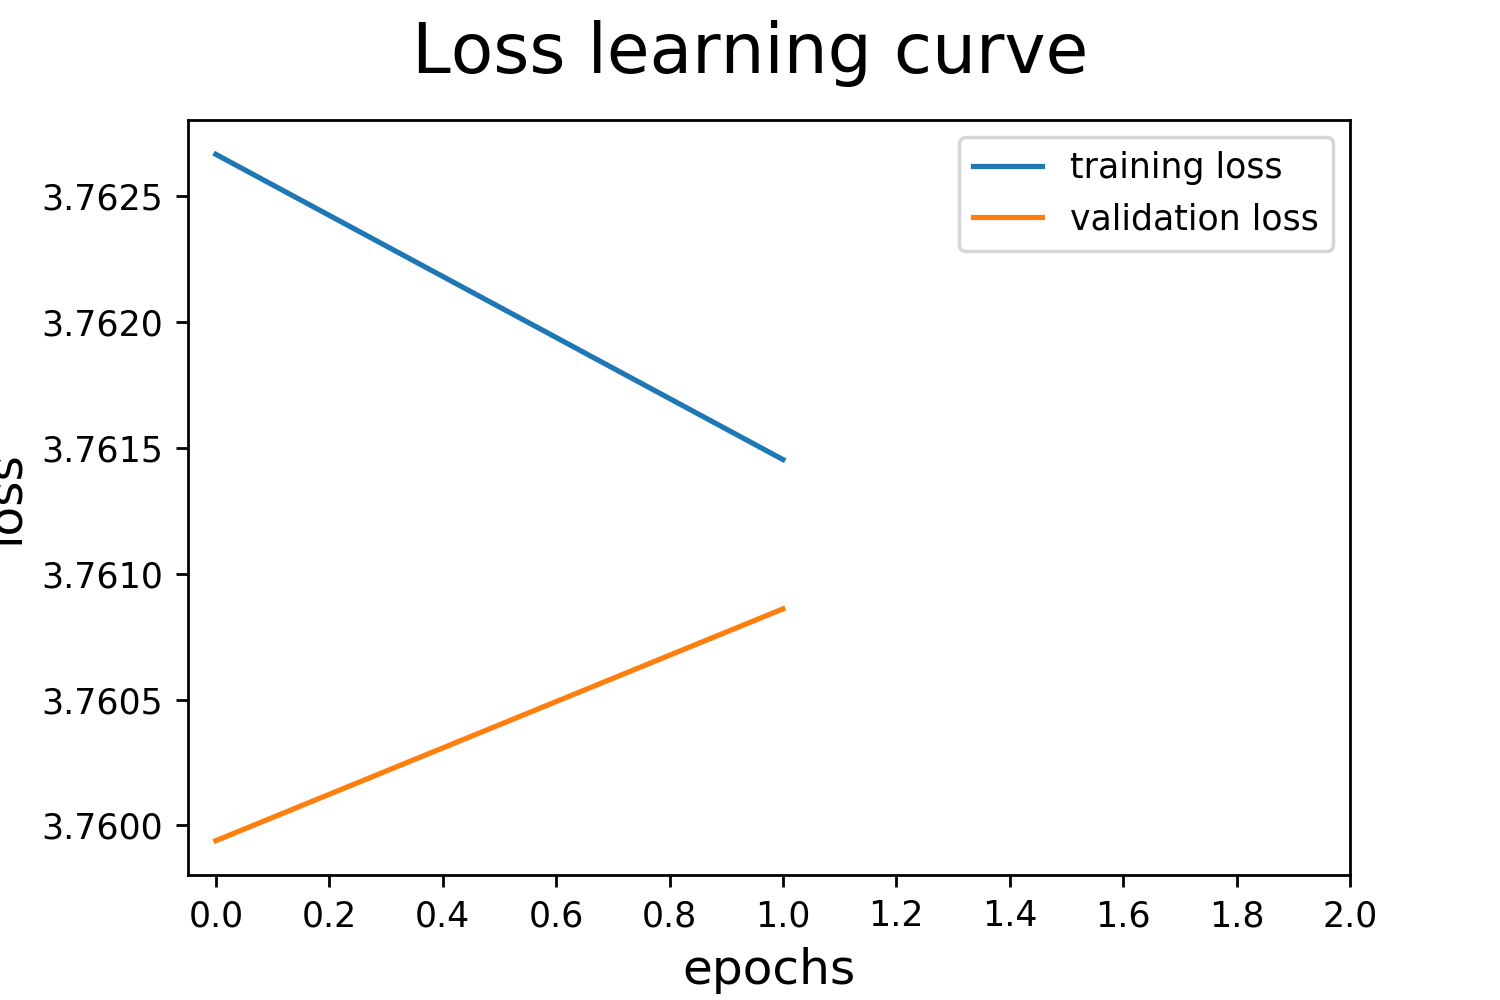 Loss learning curve
training loss
validation loss
3.7625
3.7620
3.7615
3.7610
3.7605
3.7600
loss
0.0 0.2 0.4 0.6 0.8 1.0 1.2 1.4 1.6 1.8 2.0
epochs